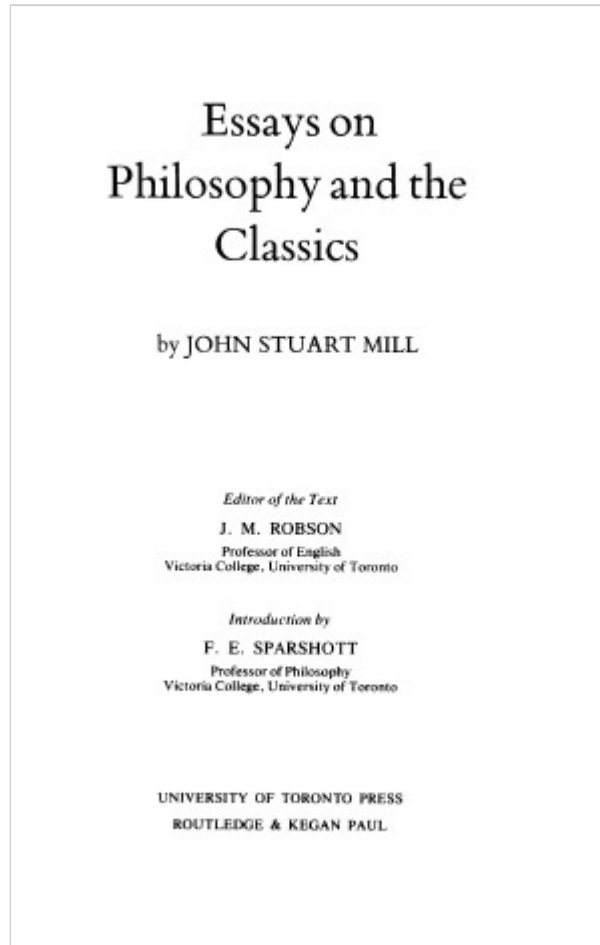 Essays on
Philosophy and the
Classics
by JOHN STUART MILL
Editor of the Text
J. M. ROBSON
Professor of English
Victoria College, University of Toronto
Introduction by
F. E. SPARSHOTT
Professor of Philosophy
Victoria College, University of Toronto
UNIVERSITY OF TORONTO PRESS
ROUTLEDGE & KEGAN PAUL